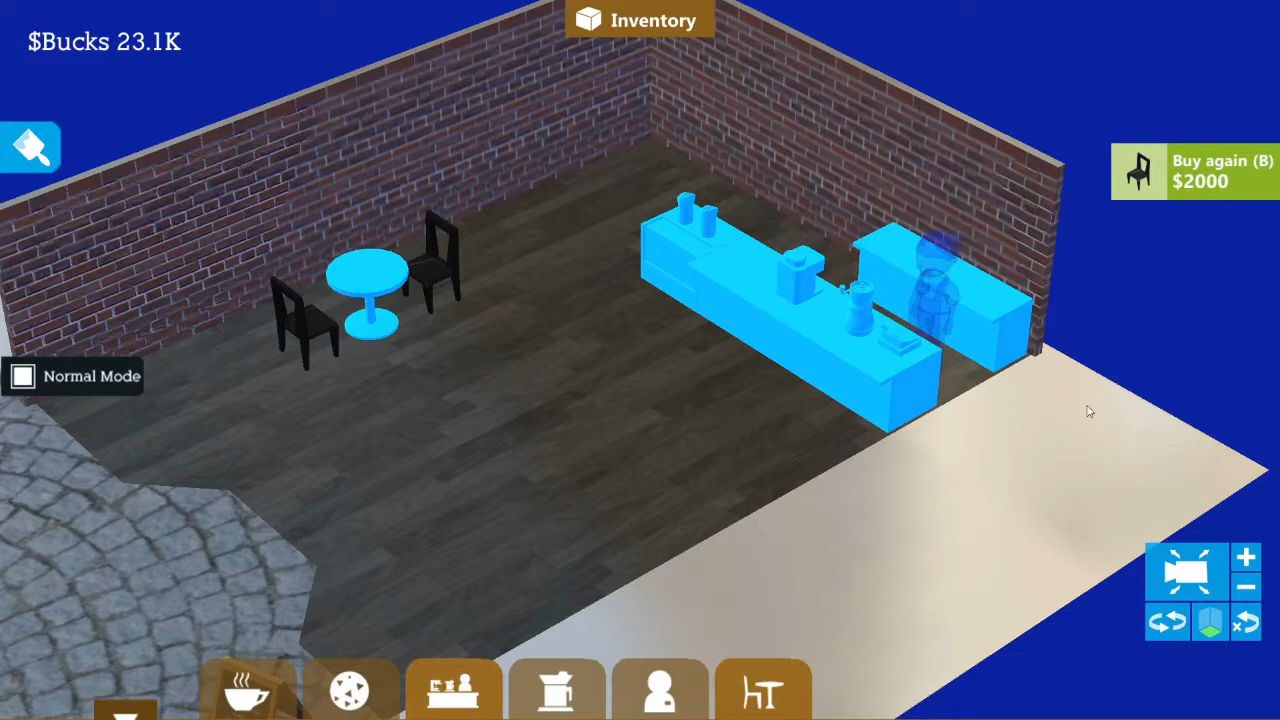 Inventory
$Bucks 23.1K
Buy again (B)
$2000
Normal Mode